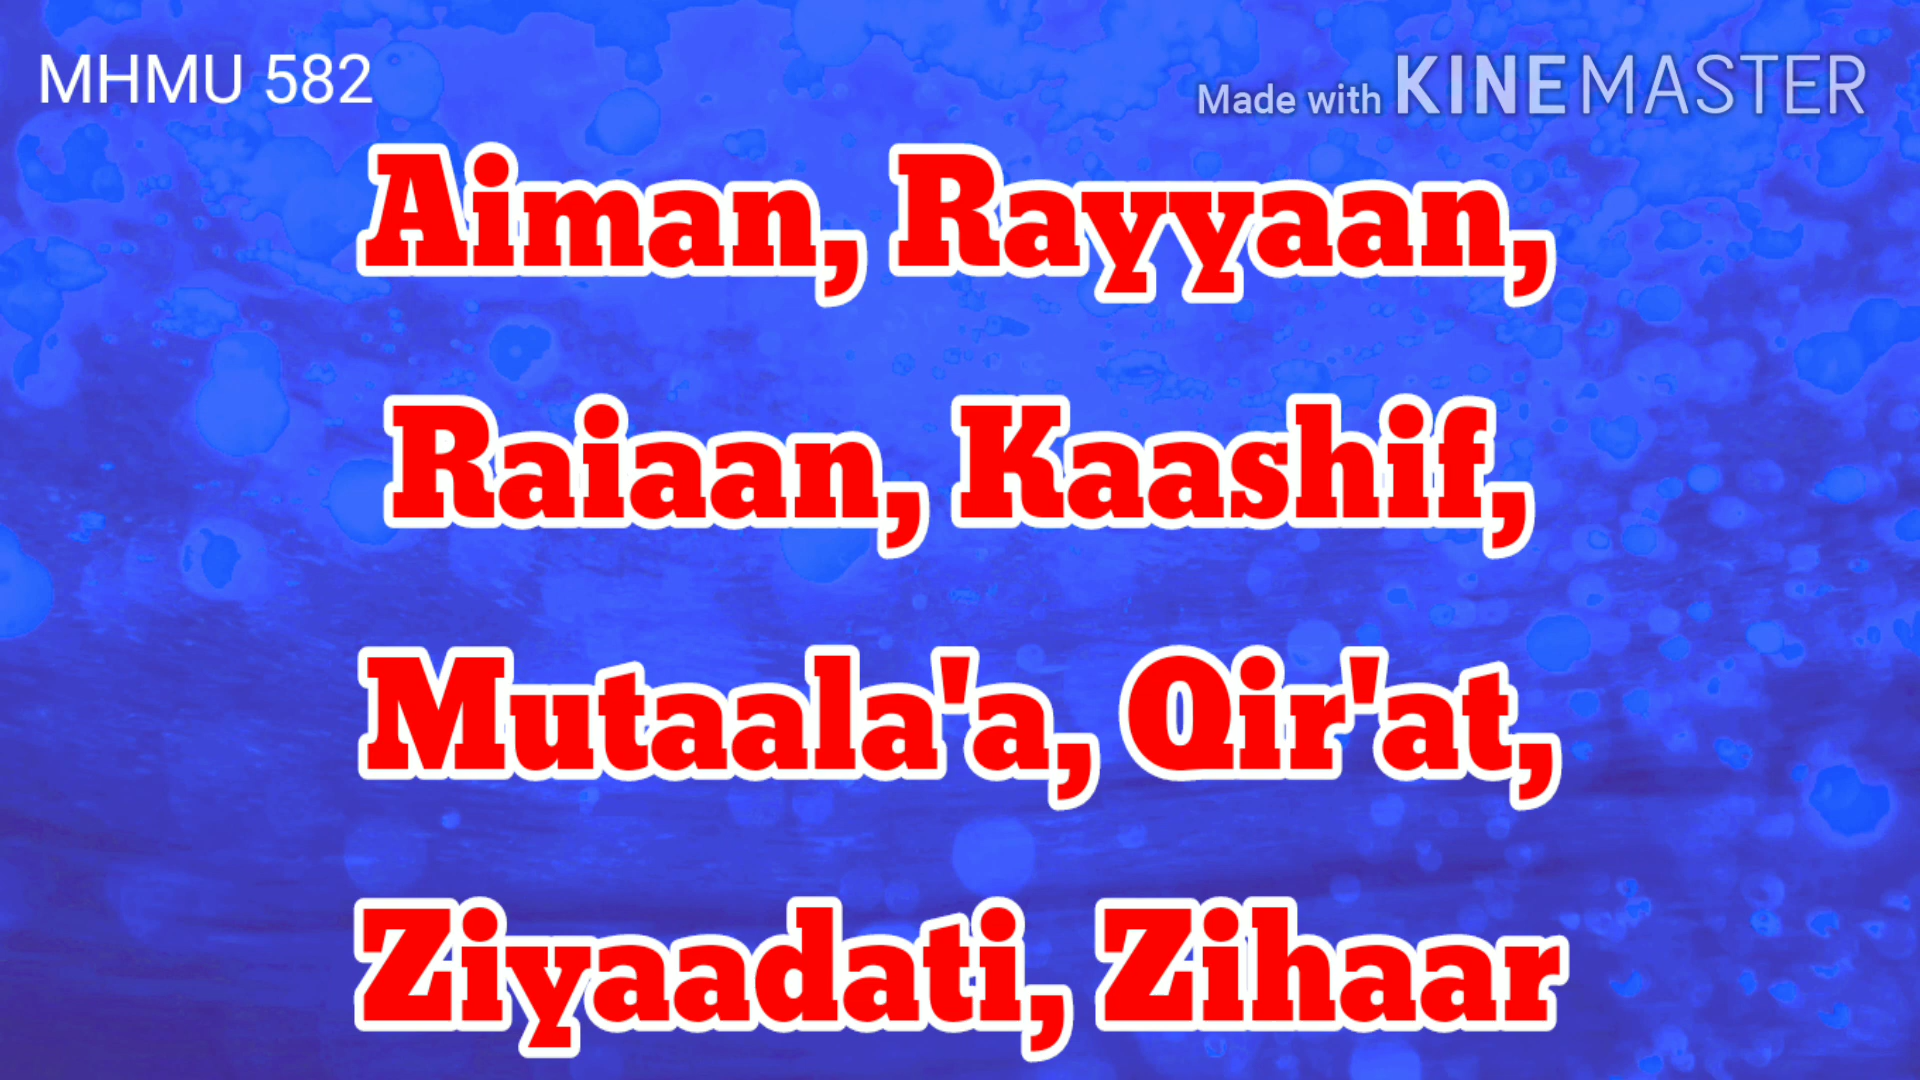 MHMU 582
Made with KINEMASTER
Aiman, Rayyaan,
Raiaan, Kaashif,
Mutaala'a, Qir'at,
Ziyaadati, Zihaar